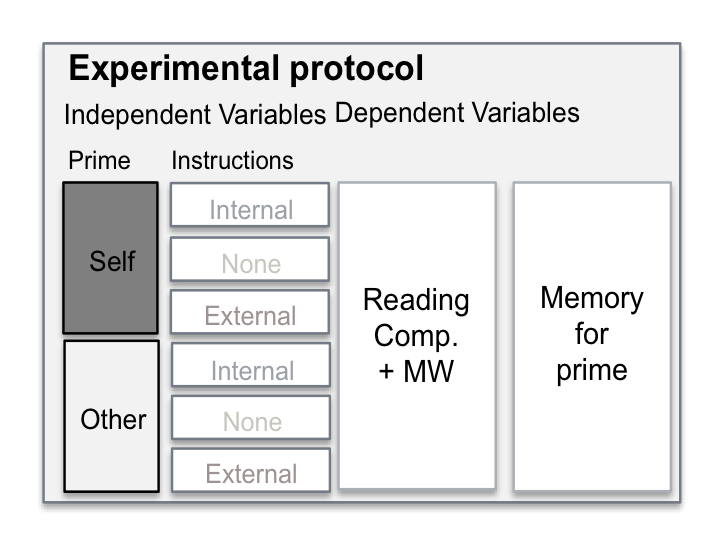 Experimental protocol
Independent Variables Dependent Variables
Prime Instructions
Self
Internal
None
External
Other
Internal
None
External
Reading
Comp.
+ MW
Memory
for
prime